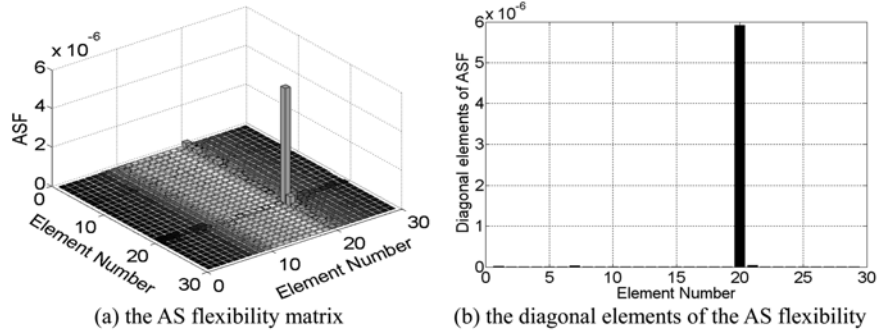 6 × 10⁻⁶
4
2
0
ASF
0
10
20
30
Element Number
0
10
20
30
Element Number
(a) the AS flexibility matrix
6 × 10⁻⁶
5
4
3
2
1
0
Diagonal elements of ASF
0 5 10 15 20 25 30
Element Number
(b) the diagonal elements of the AS flexibility